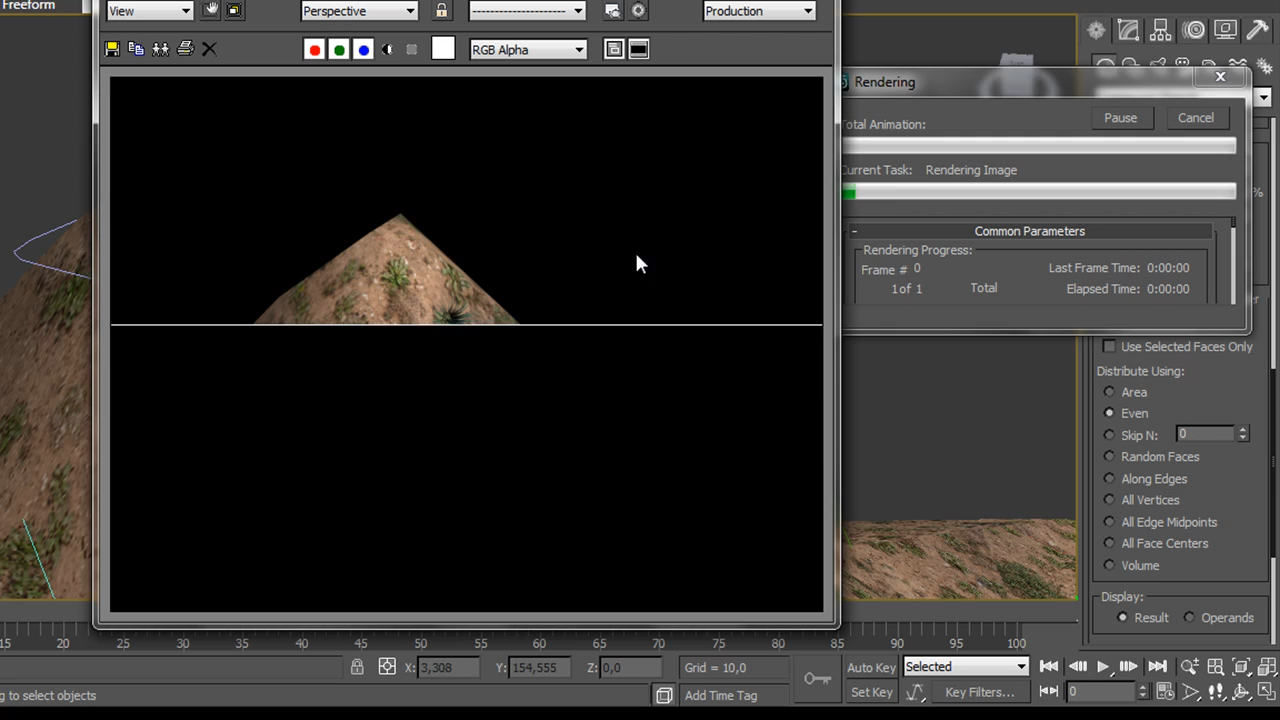 Freeform
View
Perspective
---------------------
Production
RGB Alpha
Rendering
Total Animation:
Pause
Cancel
Current Task: Rendering Image
%
- Common Parameters
Rendering Progress:
Frame # 0
Last Frame Time: 0:00:00
1 of 1
Total
Elapsed Time: 0:00:00
Use Selected Faces Only
Distribute Using:
Area
Even
Skip N: 0
Random Faces
Along Edges
All Vertices
All Edge Midpoints
All Face Centers
Volume
Display:
Result
Operands
15 20 25 30 35 40 45 50 55 60 65 70 75 80 85 90 95 100
X: 3,308
Y: 154,555
Z: 0,0
Grid = 10,0
Auto Key
Selected
g to select objects
Add Time Tag
Set Key
Key Filters...
0